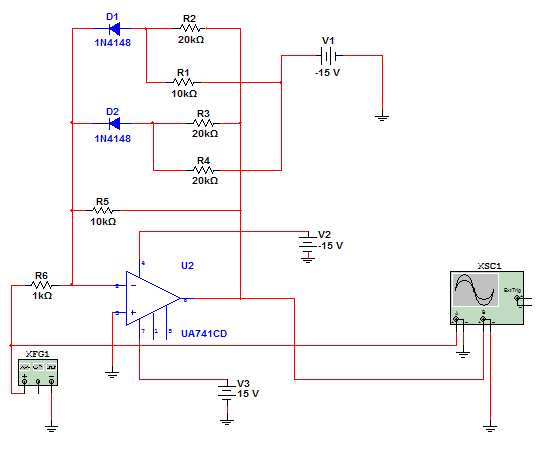 D1
1N4148
R2
20kΩ
V1
-15 V
R1
10kΩ
D2
1N4148
R3
20kΩ
R4
20kΩ
R5
10kΩ
V2
-15 V
4
U2
R6
1kΩ
2
6
3
7
1
5
UA741CD
XSC1
Ext Trig
+
-
A
B
+
-
+
-
XFG1
+
-
V3
15 V